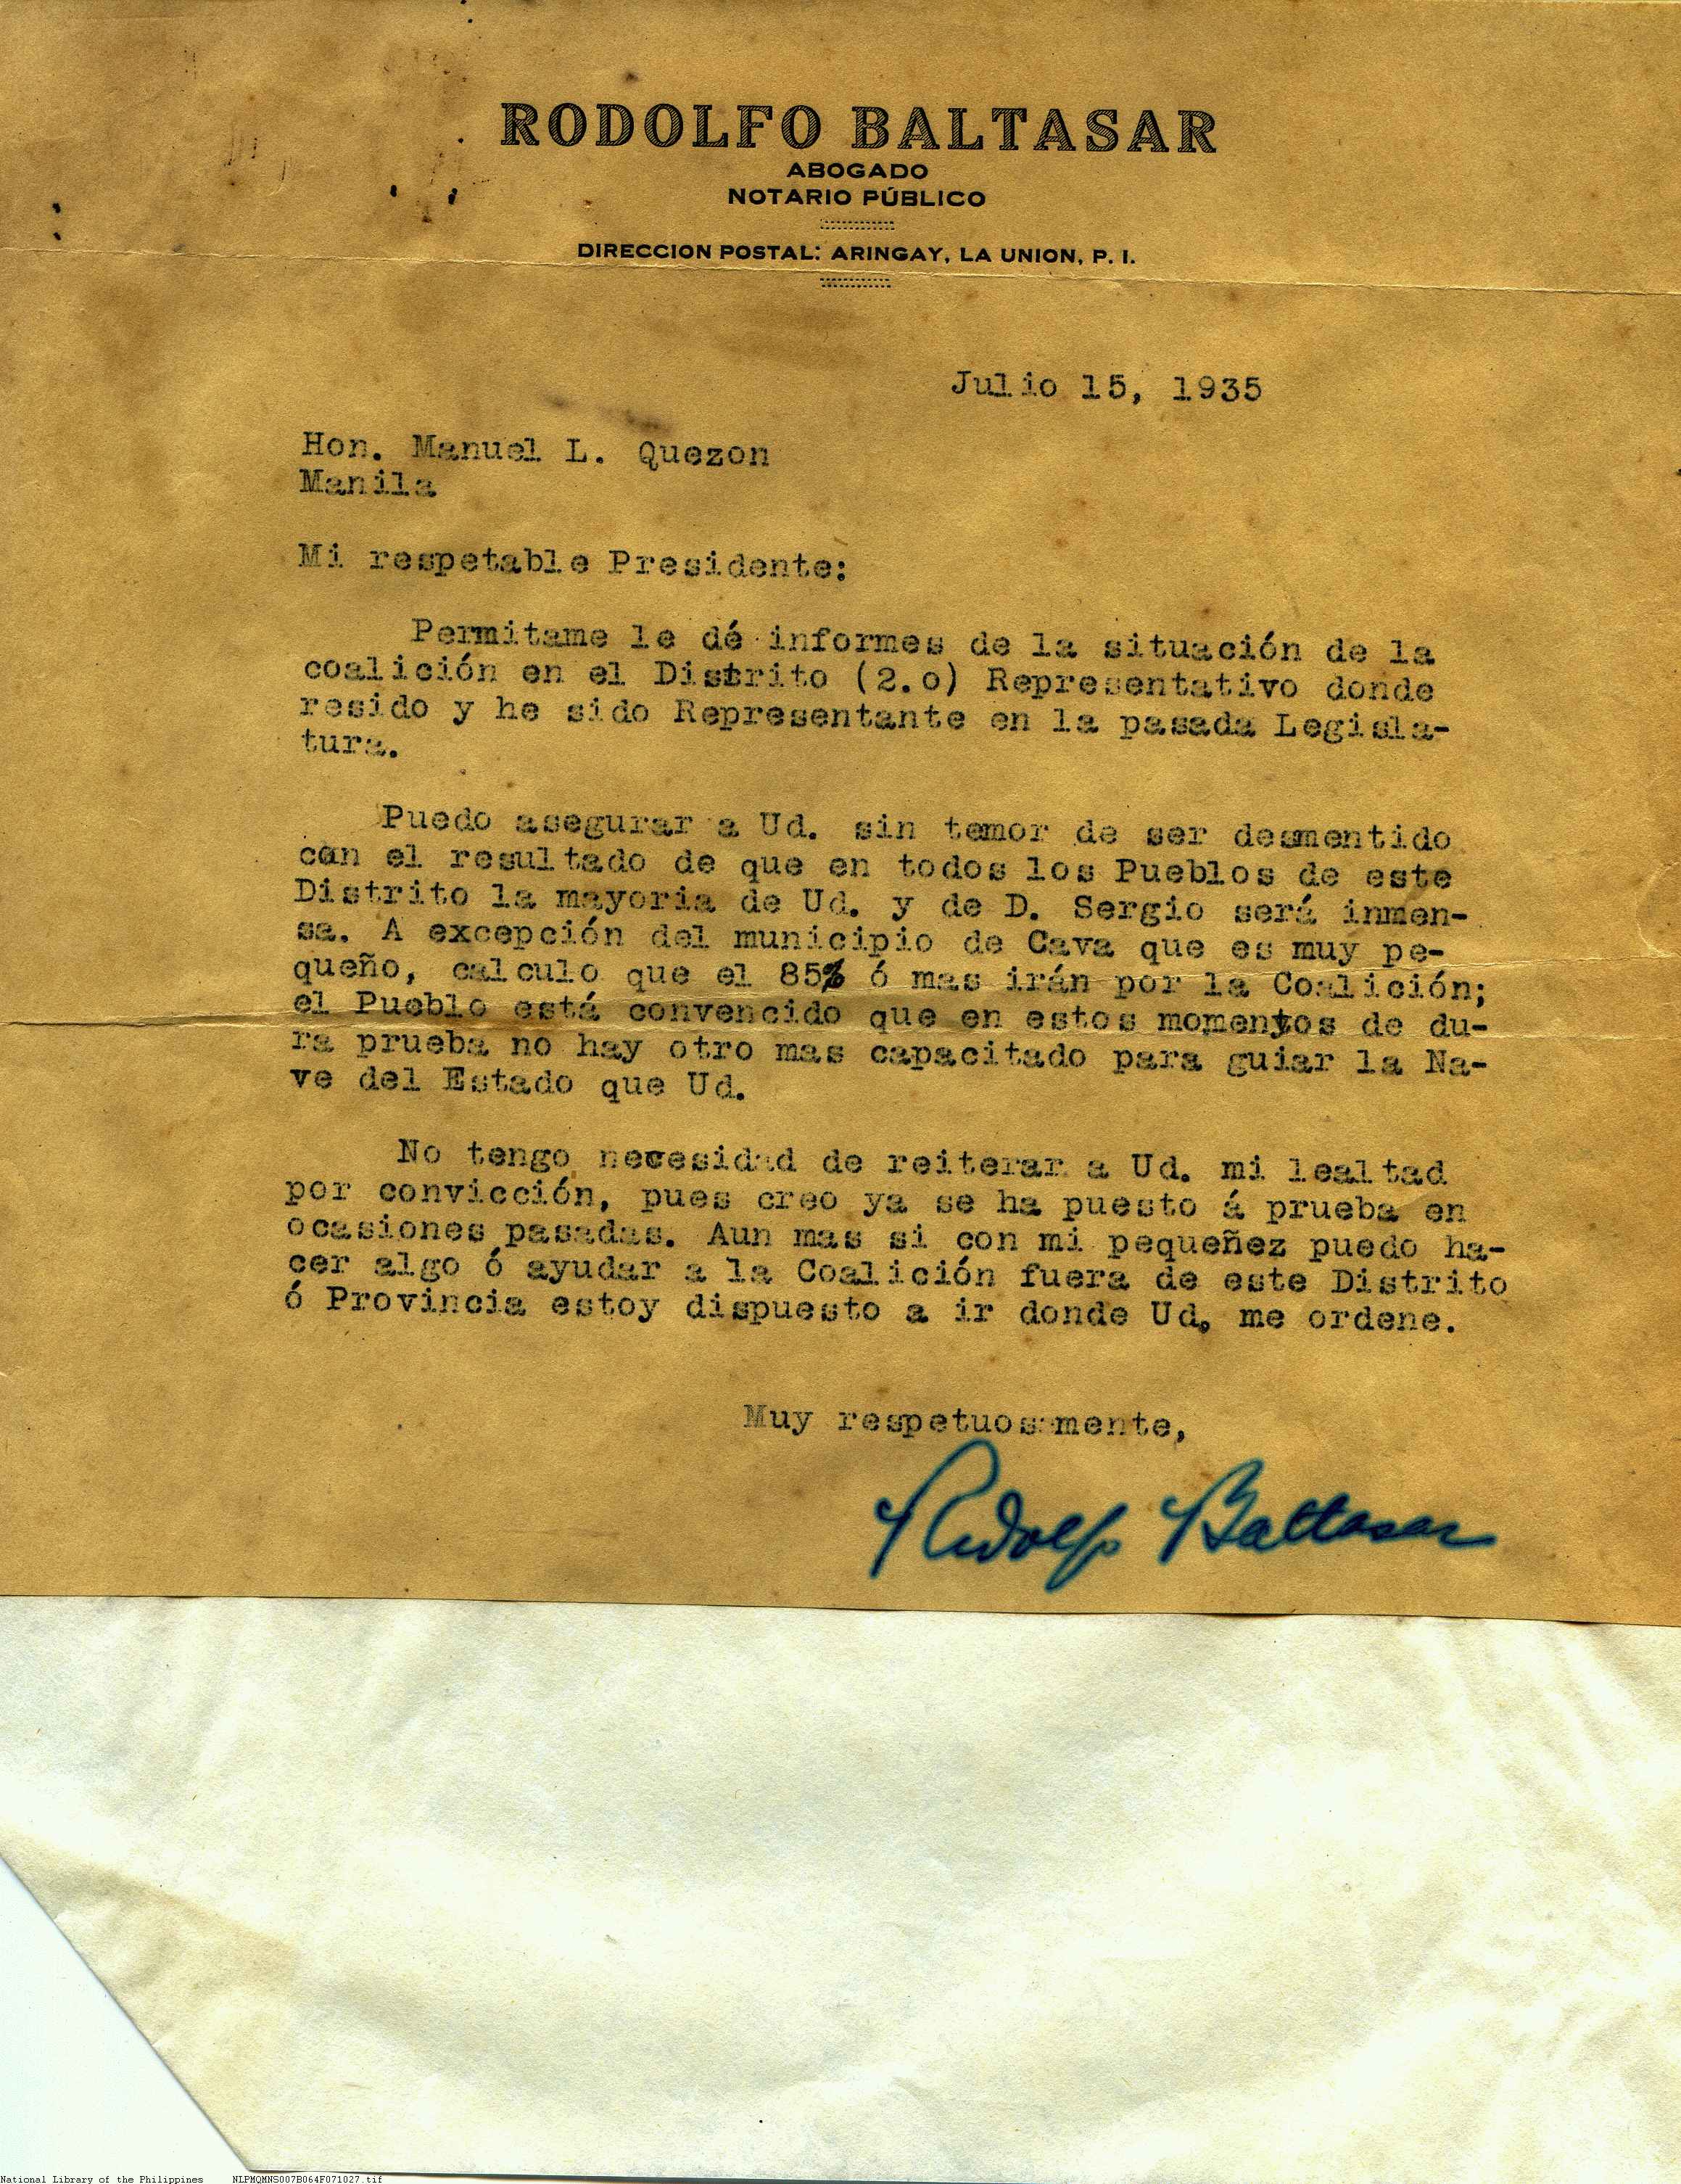 RODOLFO BALTASAR
ABOGADO
NOTARIO PÚBLICO
DIRECCION POSTAL: ARINGAY, LA UNION, P. I.
Julio 15, 1935
Hon. Manuel L. Quezon
Manila
Mi respetable Presidente:
Permitame le dé informes de la situación de la
coalición en el Distrito (2.o) Representativo donde
resido y he sido Representante en la pasada Legisla-
tura.
Puedo asegurar a Ud. sin temor de ser desmentido
con el resultado de que en todos los Pueblos de este
Distrito la mayoria de Ud. y de D. Sergio será inmen-
sa. A excepción del municipio de Cava que es muy pe-
queño, calculo que el 85% ó mas irán por la Coalición;
el Pueblo está convencido que en estos momentos de du-
ra prueba no hay otro mas capacitado para guiar la Na-
ve del Estado que Ud.
No tengo necesidad de reiterar a Ud. mi lealtad
por convicción, pues creo ya se ha puesto á prueba en
ocasiones pasadas. Aun mas si con mi pequeñez puedo ha-
cer algo ó ayudar a la Coalición fuera de este Distrito
ó Provincia estoy dispuesto a ir donde Ud. me ordene.
Muy respetuosamente,
Rodolfo Baltasar
National Library of the Philippines NLPMQMNS007B064F071027.tif